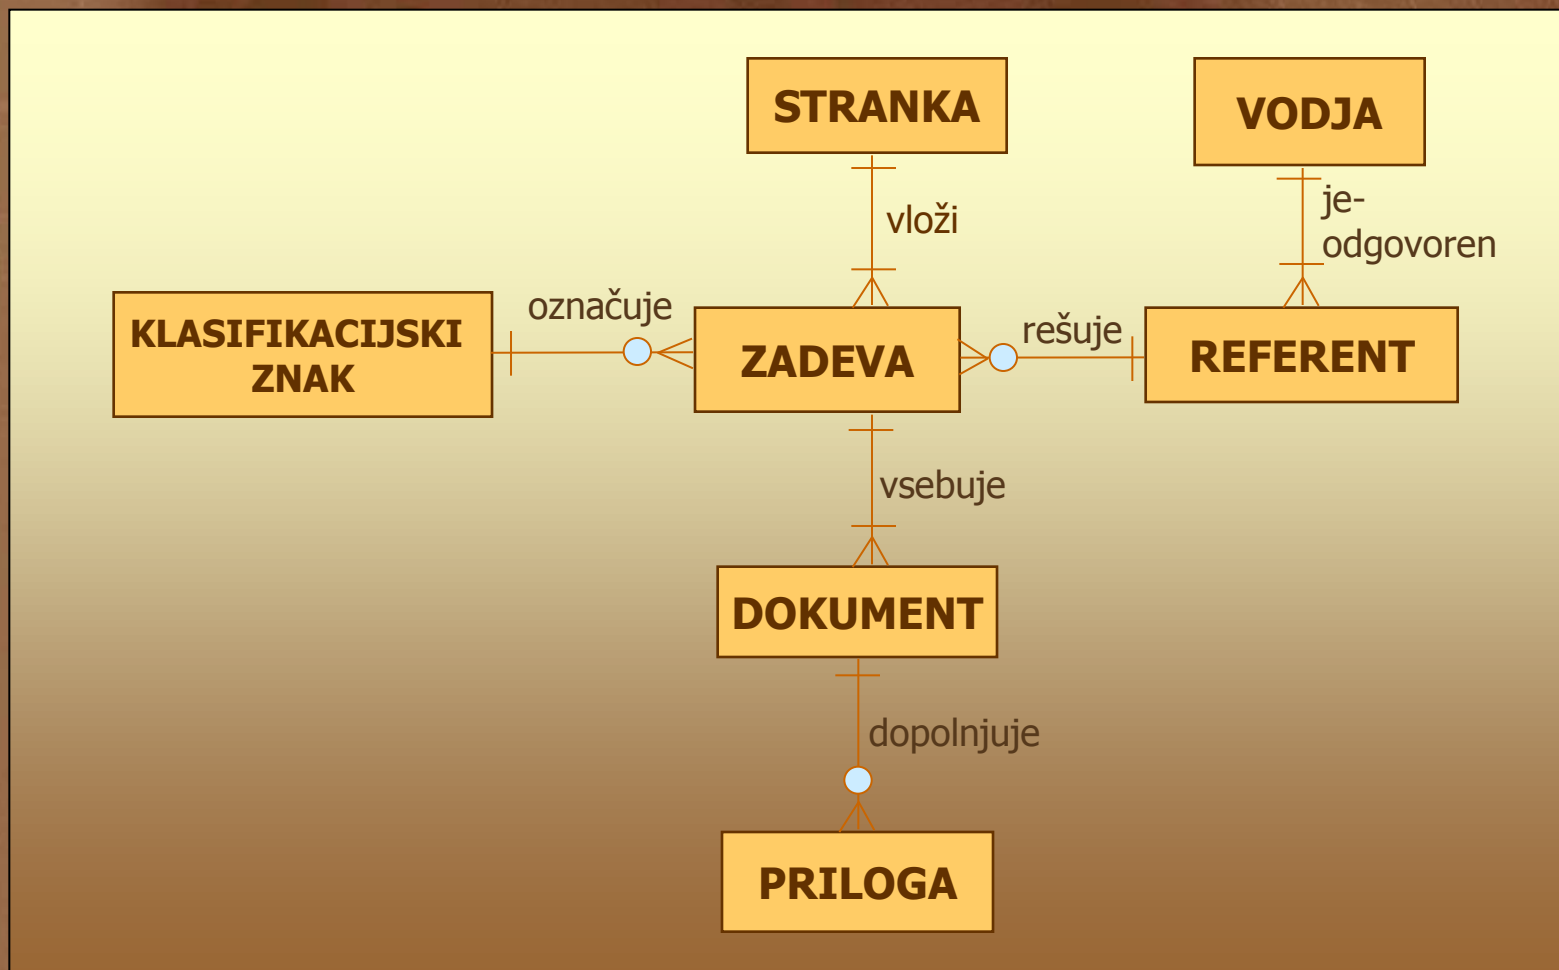 STRANKA
VODJA
vloži
je-
odgovoren
označuje
KLASIFIKACIJSKI
ZNAK
ZADEVA
rešuje
REFERENT
vsebuje
DOKUMENT
dopolnjuje
PRILOGA